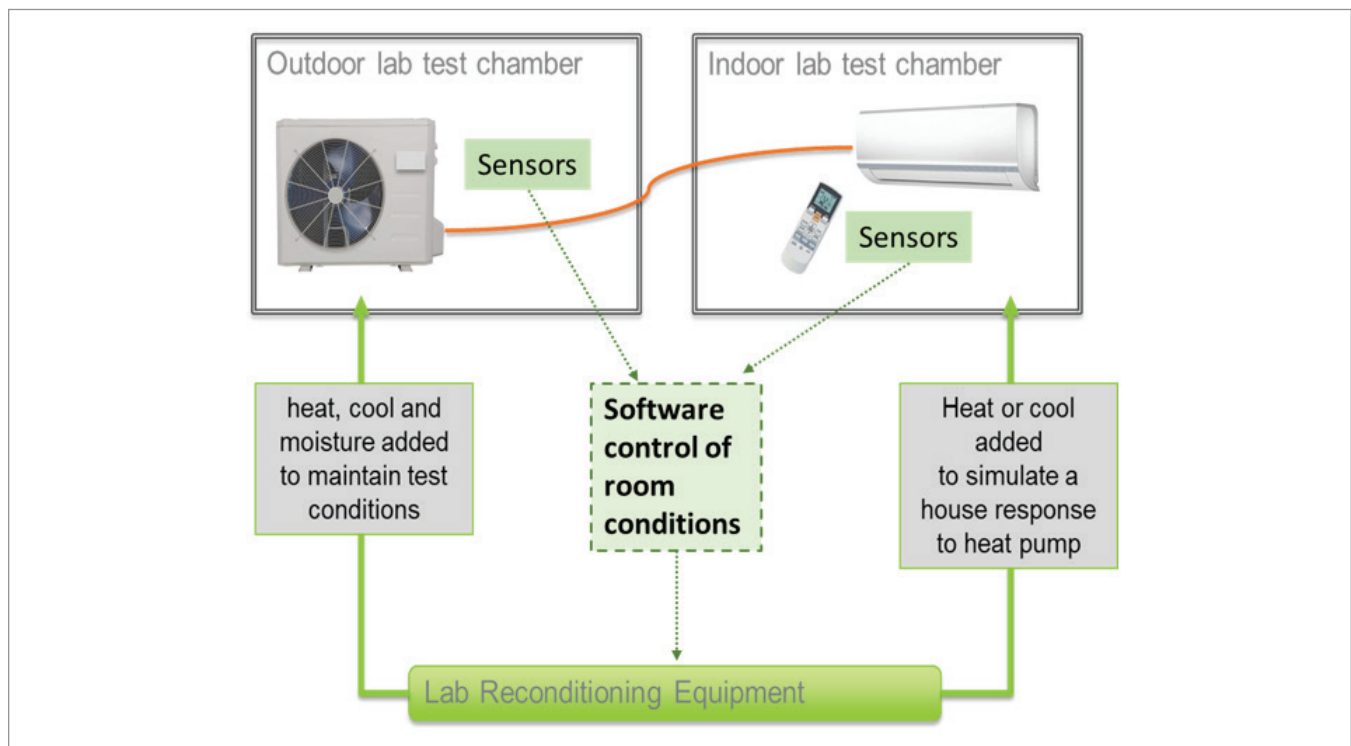 Outdoor lab test chamber
Indoor lab test chamber
Sensors
Sensors
heat, cool and
moisture added
to maintain test
conditions
Software
control of
room
conditions
Heat or cool
added
to simulate a
house response
to heat pump
Lab Reconditioning Equipment